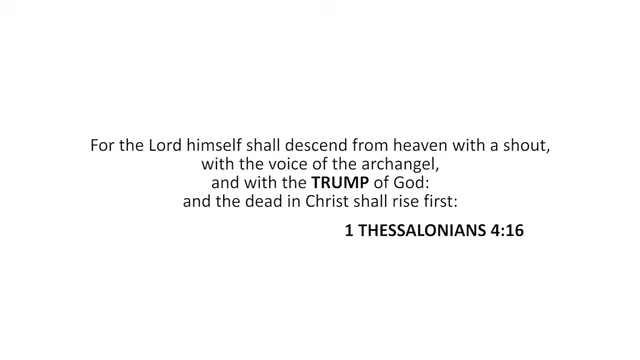 For the Lord himself shall descend from heaven with a shout,
with the voice of the archangel,
and with the TRUMP of God:
and the dead in Christ shall rise first:
1 THESSALONIANS 4:16